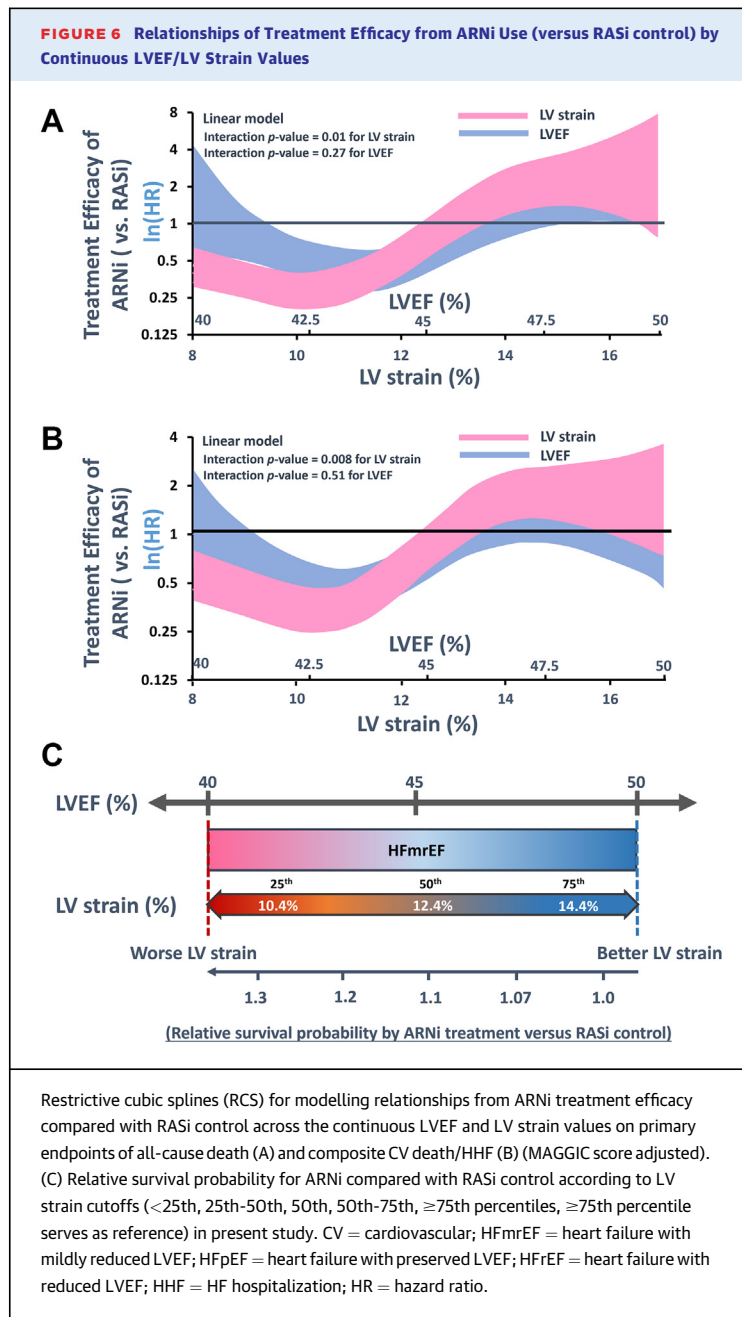 FIGURE 6 Relationships of Treatment Efficacy from ARNi Use (versus RASi control) by
Continuous LVEF/LV Strain Values
A
Treatment Efficacy of
ARNi ( vs. RASi)
ln(HR)
8
4
2
1
0.5
0.25
0.125
Linear model
Interaction p-value = 0.01 for LV strain
Interaction p-value = 0.27 for LVEF
LV strain
LVEF
LVEF (%)
40 42.5 45 47.5 50
8 10 12 14 16
LV strain (%)
B
Treatment Efficacy of
ARNi ( vs. RASi)
ln(HR)
4
2
1
0.5
0.25
0.125
Linear model
Interaction p-value = 0.008 for LV strain
Interaction p-value = 0.51 for LVEF
LV strain
LVEF
LVEF (%)
40 42.5 45 47.5 50
8 10 12 14 16
LV strain (%)
C
40 45 50
LVEF (%)
HFmrEF
25th 50th 75th
LV strain (%) 10.4% 12.4% 14.4%
Worse LV strain Better LV strain
1.3 1.2 1.1 1.07 1.0
(Relative survival probability by ARNi treatment versus RASi control)
Restrictive cubic splines (RCS) for modelling relationships from ARNi treatment efficacy
compared with RASi control across the continuous LVEF and LV strain values on primary
endpoints of all-cause death (A) and composite CV death/HHF (B) (MAGGIC score adjusted).
(C) Relative survival probability for ARNi compared with RASi control according to LV
strain cutoffs (<25th, 25th-50th, 50th, 50th-75th, ≥75th percentiles, ≥75th percentile
serves as reference) in present study. CV = cardiovascular; HFmrEF = heart failure with
mildly reduced LVEF; HFpEF = heart failure with preserved LVEF; HFrEF = heart failure with
reduced LVEF; HHF = HF hospitalization; HR = hazard ratio.